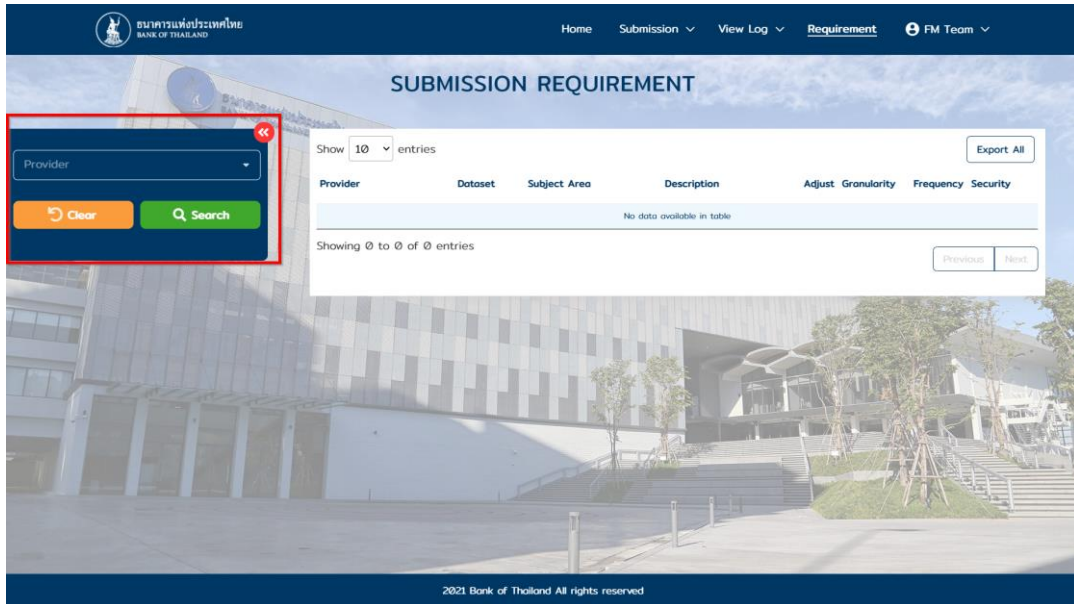 ธนาคารแห่งประเทศไทย
BANK OF THAILAND
Home Submission View Log Requirement FM Team
SUBMISSION REQUIREMENT
Provider
Clear Search
Show 10 entries
Export All
Provider Dataset Subject Area Description Adjust Granularity Frequency Security
No data available in table
Showing 0 to 0 of 0 entries
Previous Next
2021 Bank of Thailand All rights reserved